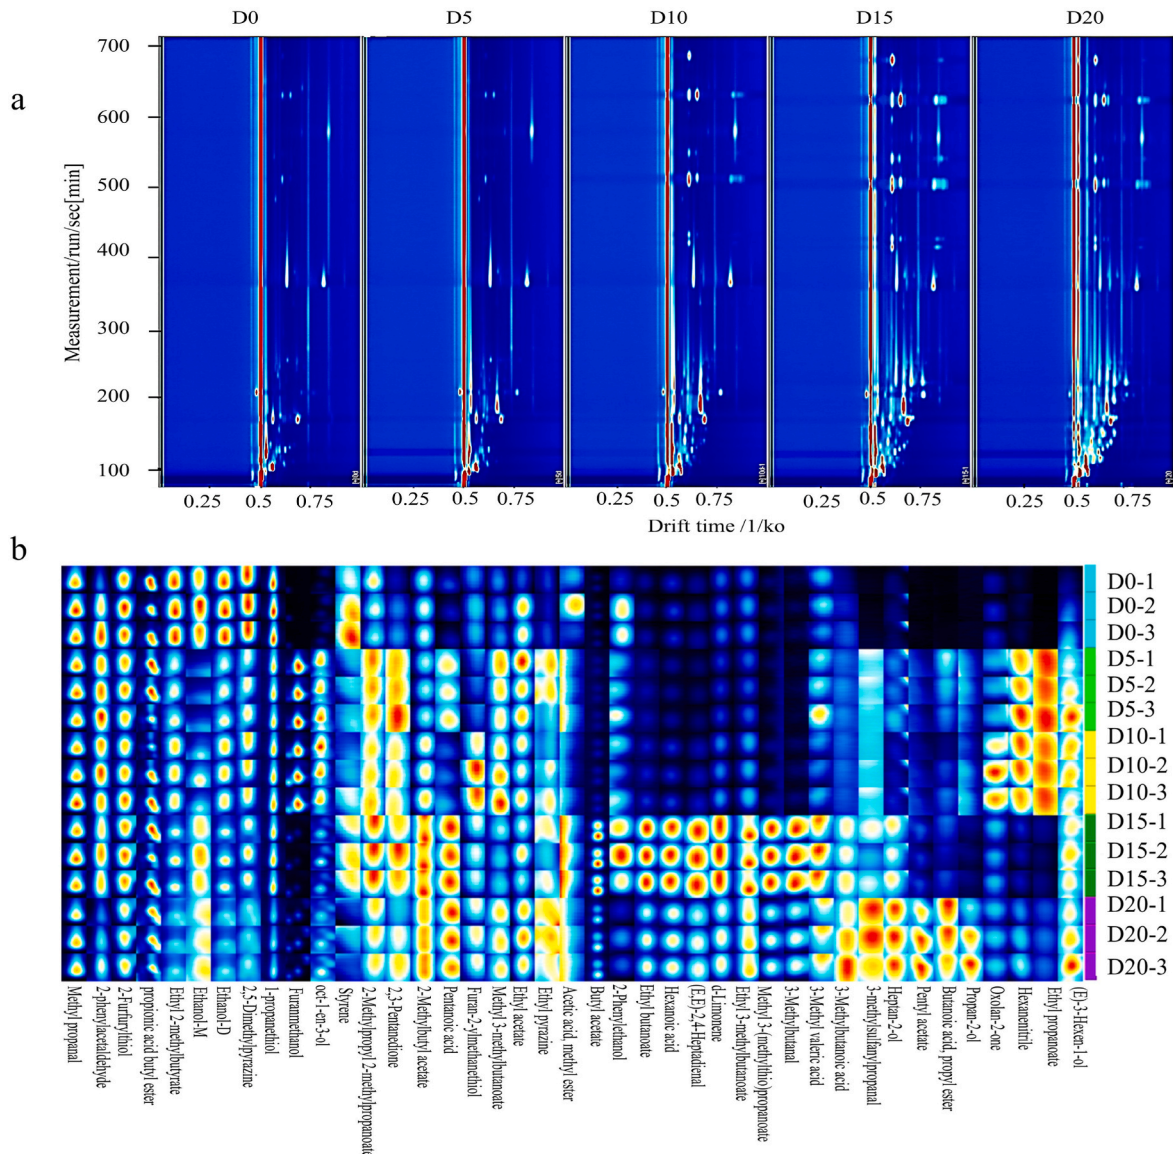 D0 D5 D10 D15 D20
a
700
600
500
400
300
200
100
Measurement/run/sec[min]
0.25 0.5 0.75 0.25 0.5 0.75 0.25 0.5 0.75 0.25 0.5 0.75 0.25 0.5 0.75
Drift time /1/ko
b
D0-1
D0-2
D0-3
D5-1
D5-2
D5-3
D10-1
D10-2
D10-3
D15-1
D15-2
D15-3
D20-1
D20-2
D20-3
Methyl propanal
2-phenylacetaldehyde
2-Furfurylthiol
propionic acid butyl ester
Ethyl 2-methylbutyrate
Ethanol-M
Ethanol-D
2,5-Dimethylpyrazine
1-propanethiol
Furanmethanol
oct-1-en-3-ol
Styrene
2-Methylpropyl 2-methylpropanoate
2,3-Pentanedione
2-Methylbutyl acetate
Pentanoic acid
Furan-2-ylmethanethiol
Methyl 3-methylbutanoate
Ethyl acetate
Ethyl pyrazine
Acetic acid, methyl ester
Butyl acetate
2-Phenylethanol
Ethyl butanoate
Hexanoic acid
(E,E)-2,4-Heptadienal
d-Limonene
Ethyl 3-methylbutanoate
Methyl 3-(methylthio)propanoate
3-Methylbutanal
3-Methyl valeric acid
3-Methylbutanoic acid
3-methylsulfanylpropanal
Heptan-2-ol
Pentyl acetate
Butanoic acid, propyl ester
Propan-2-ol
Oxolan-2-one
Hexanenitrile
Ethyl propanoate
(E)-3-Hexen-1-ol